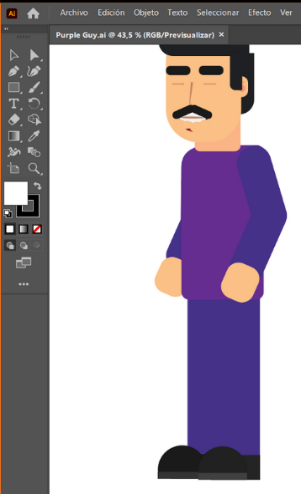 Ai Archivo Edición Objeto Texto Seleccionar Efecto Ver
Purple Guy.ai @ 43,5 % (RGB/Previsualizar) ×